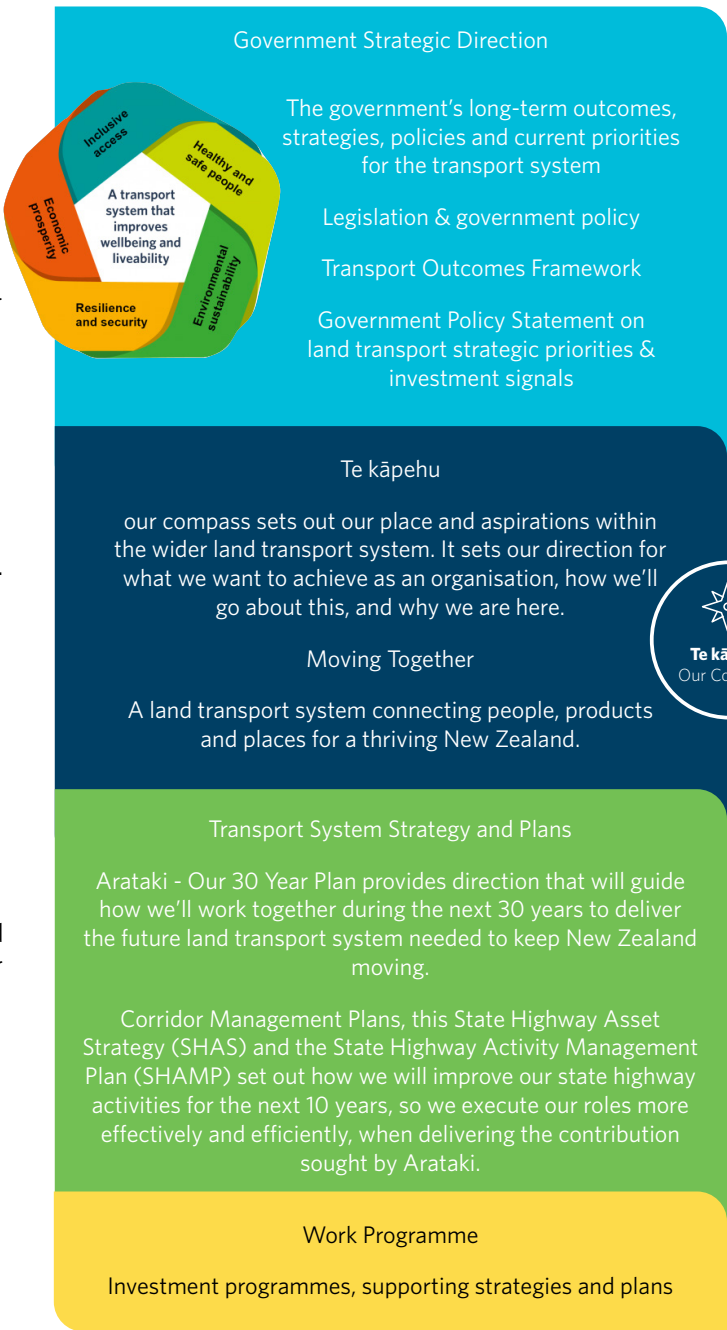 Government Strategic Direction
Inclusive
access
Healthy and
safe people
Economic
prosperity
A transport
system that
improves
wellbeing and
liveability
Resilience
and security
Environmental
sustainability
The government's long-term outcomes,
strategies, policies and current priorities
for the transport system
Legislation & government policy
Transport Outcomes Framework
Government Policy Statement on
land transport strategic priorities &
investment signals
Te kāpehu
our compass sets out our place and aspirations within
the wider land transport system. It sets our direction for
what we want to achieve as an organisation, how we'll
go about this, and why we are here.
Moving Together
A land transport system connecting people, products
and places for a thriving New Zealand.
Te kā
Our Co
Transport System Strategy and Plans
Arataki - Our 30 Year Plan provides direction that will guide
how we'll work together during the next 30 years to deliver
the future land transport system needed to keep New Zealand
moving.
Corridor Management Plans, this State Highway Asset
Strategy (SHAS) and the State Highway Activity Management
Plan (SHAMP) set out how we will improve our state highway
activities for the next 10 years, so we execute our roles more
effectively and efficiently, when delivering the contribution
sought by Arataki.
Work Programme
Investment programmes, supporting strategies and plans